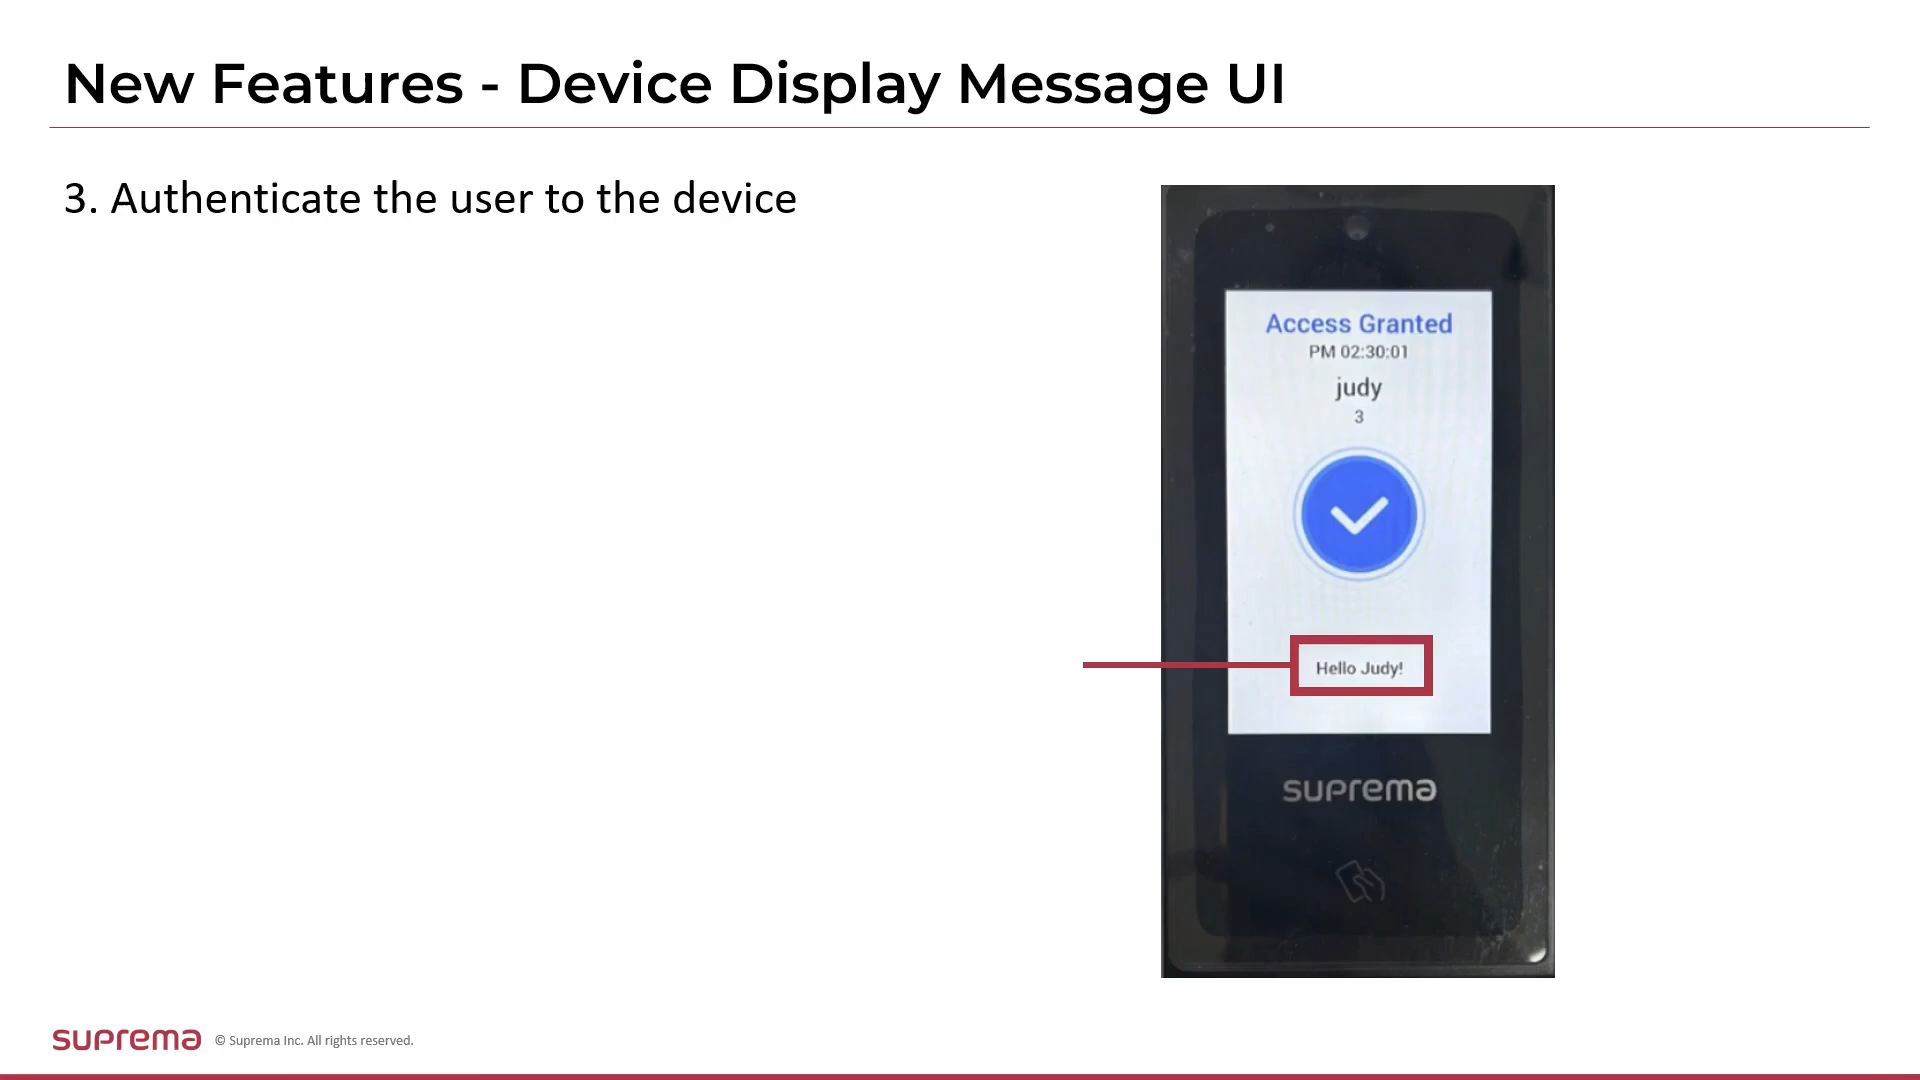 New Features - Device Display Message UI
3. Authenticate the user to the device
Access Granted
PM 02:30:01
judy
3
Hello Judy!
suprema
suprema © Suprema Inc. All rights reserved.